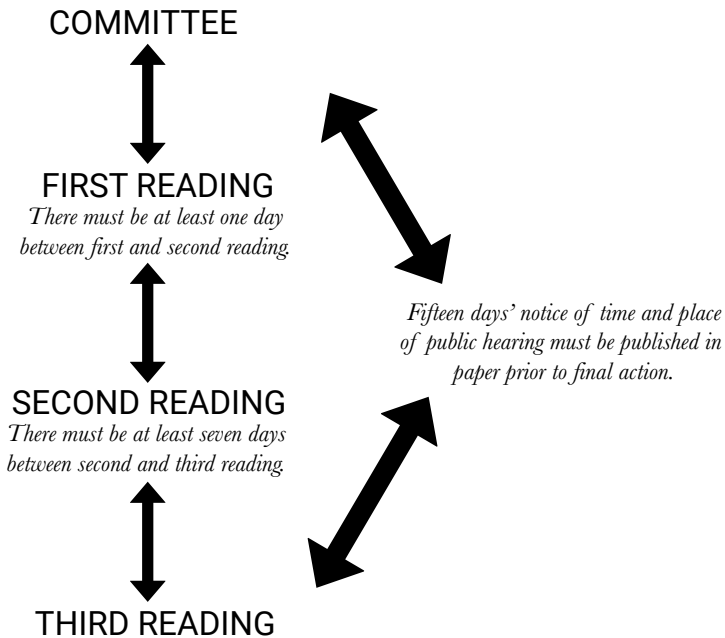 COMMITTEE
FIRST READING
There must be at least one day
between first and second reading.
SECOND READING
There must be at least seven days
between second and third reading.
THIRD READING
Fifteen days’ notice of time and place
of public hearing must be published in
paper prior to final action.